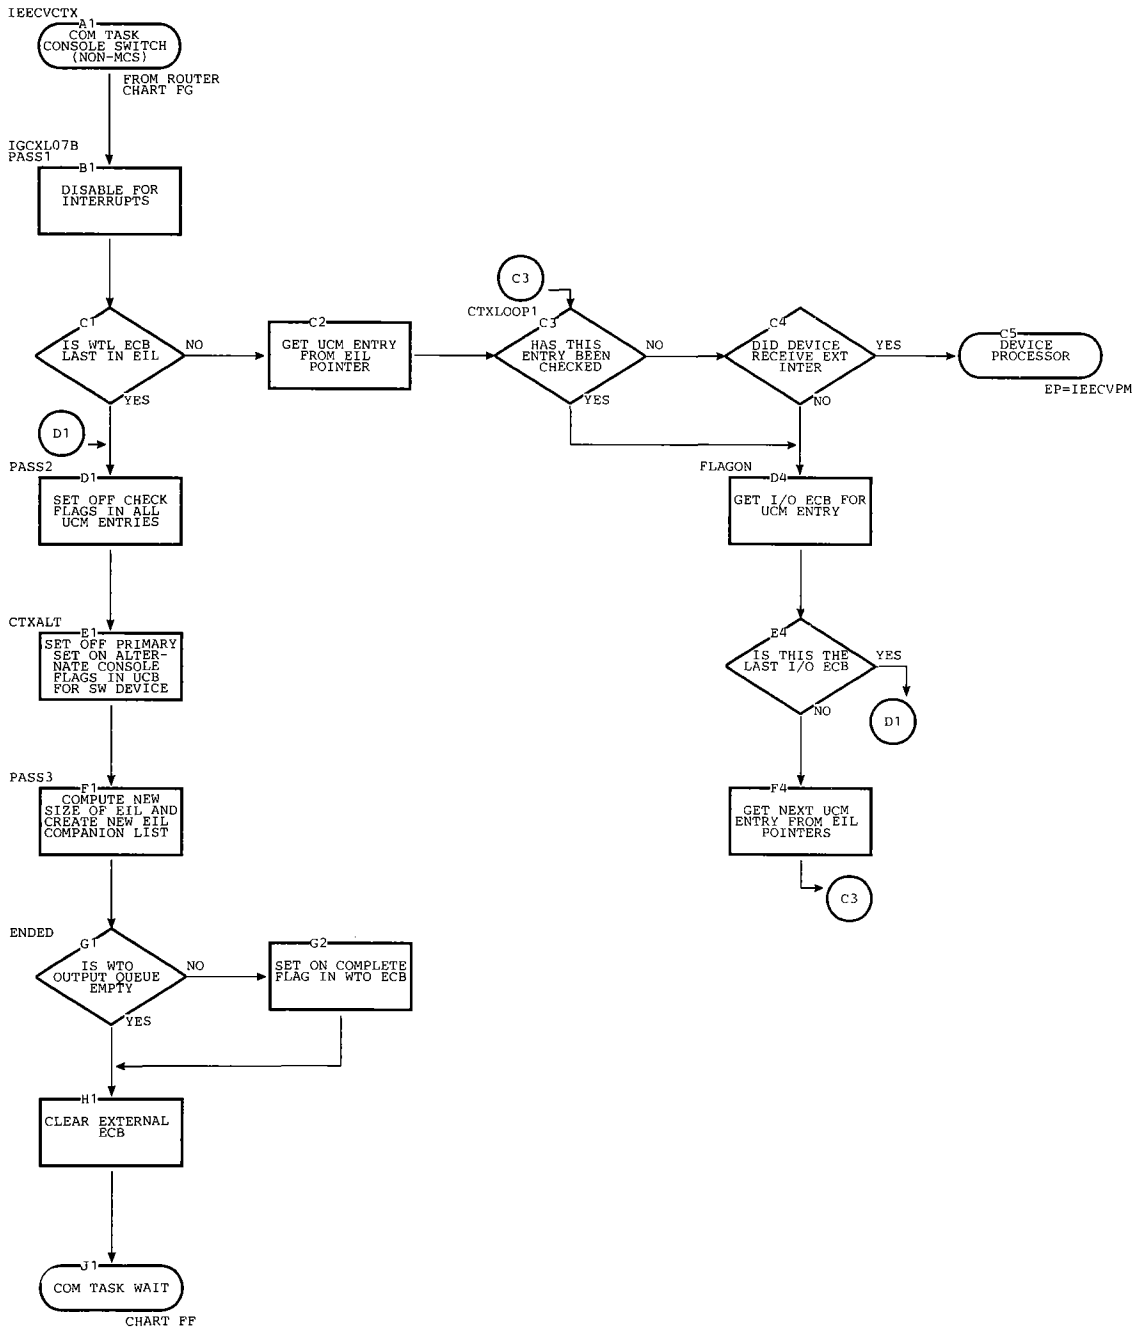 IEECVCTX
A1
COM TASK
CONSOLE SWITCH
(NON-MCS)
FROM ROUTER
CHART FG
IGCXL07B
PASS1
B1
DISABLE FOR
INTERRUPTS
C1
IS WTL ECB
LAST IN EIL
NO
YES
C2
GET UCM ENTRY
FROM EIL
POINTER
C3
CTXLOOP1
C3
HAS THIS
ENTRY BEEN
CHECKED
NO
YES
C4
DID DEVICE
RECEIVE EXT
INTER
YES
NO
C5
DEVICE
PROCESSOR
EP=IEECVPM
D1
PASS2
D1
SET OFF CHECK
FLAGS IN ALL
UCM ENTRIES
FLAGON
D4
GET I/O ECB FOR
UCM ENTRY
CTXALT
E1
SET OFF PRIMARY
SET ON ALTER-
NATE CONSOLE
FLAGS IN UCB
FOR SW DEVICE
E4
IS THIS THE
LAST I/O ECB
YES
NO
D1
PASS3
F1
COMPUTE NEW
SIZE OF EIL AND
CREATE NEW EIL
COMPANION LIST
F4
GET NEXT UCM
ENTRY FROM EIL
POINTERS
C3
ENDED
G1
IS WTO
OUTPUT QUEUE
EMPTY
NO
YES
G2
SET ON COMPLETE
FLAG IN WTO ECB
H1
CLEAR EXTERNAL
ECB
J1
COM TASK WAIT
CHART FF